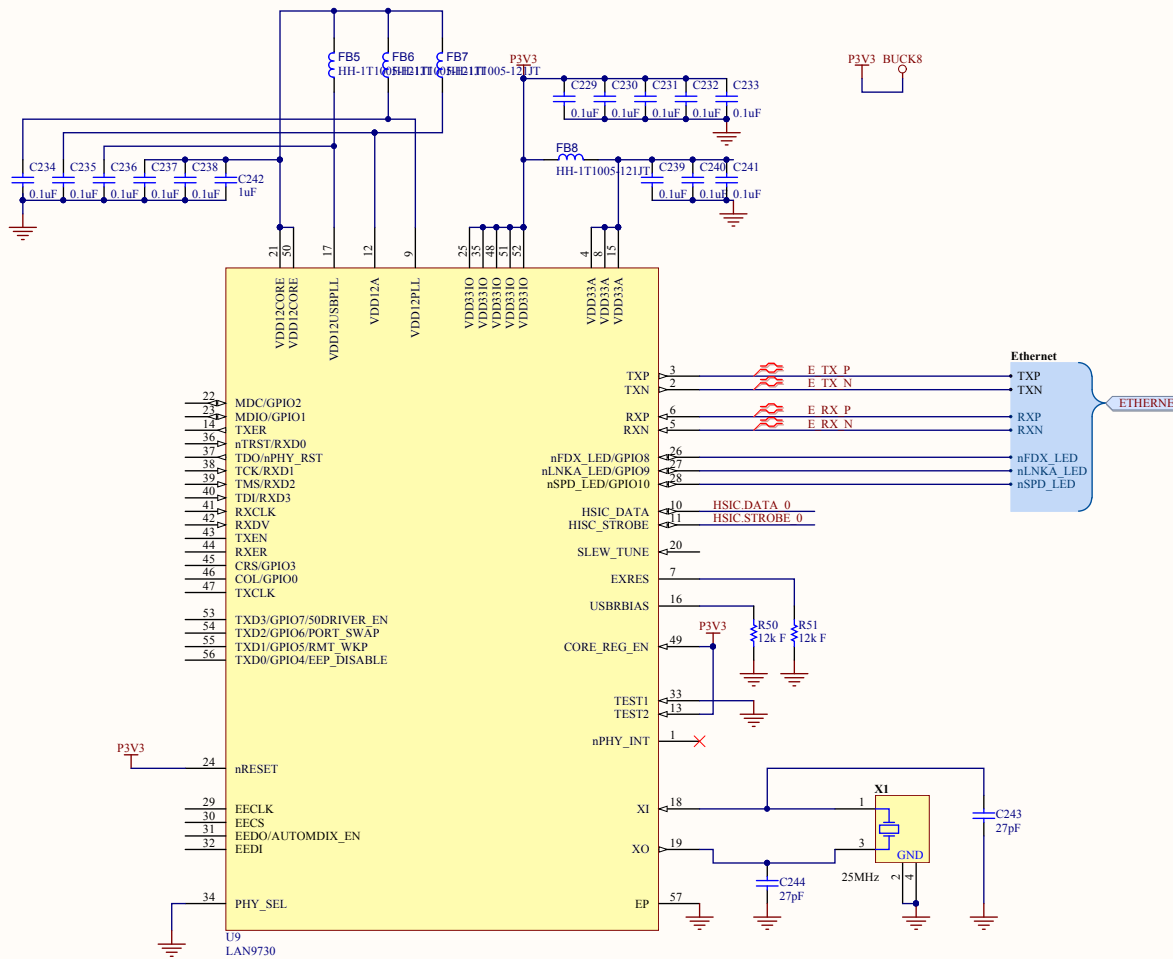 FB5 FB6 FB7
HH-1T1005-121JT HH-1T1005-121JT HH-1T1005-121JT
P3V3
C229 C230 C231 C232 C233
0.1uF 0.1uF 0.1uF 0.1uF 0.1uF
P3V3 BUCK8
FB8
HH-1T1005-121JT
C239 C240 C241
0.1uF 0.1uF 0.1uF
C234 C235 C236 C237 C238 C242
0.1uF 0.1uF 0.1uF 0.1uF 0.1uF 1uF
21 50 17 12 9 25 35 48 51 52 4 8 15
VDD12CORE
VDD12CORE
VDD12USBPLL
VDD12A
VDD12PLL
VDD33IO
VDD33IO
VDD33IO
VDD33IO
VDD33IO
VDD33A
VDD33A
VDD33A
22 MDC/GPIO2
23 MDIO/GPIO1
14 TXER
36 nTRST/RXD0
37 TDO/nPHY_RST
38 TCK/RXD1
39 TMS/RXD2
40 TDI/RXD3
41 RXCLK
42 RXDV
43 TXEN
44 RXER
45 CRS/GPIO3
46 COL/GPIO0
47 TXCLK
53 TXD3/GPIO7/50DRIVER_EN
54 TXD2/GPIO6/PORT_SWAP
55 TXD1/GPIO5/RMT_WKP
56 TXD0/GPIO4/EEP_DISABLE
P3V3
24 nRESET
29 EECLK
30 EECS
31 EEDO/AUTOMDIX_EN
32 EEDI
34 PHY_SEL
U9
LAN9730
TXP 3 E_TX_P
TXN 2 E_TX_N
RXP 6 E_RX_P
RXN 5 E_RX_N
nFDX_LED/GPIO8 26
nLNKA_LED/GPIO9 27
nSPD_LED/GPIO10 28
HSIC_DATA 10 HSIC.DATA_0
HISC_STROBE 11 HSIC.STROBE_0
SLEW_TUNE 20
EXRES 7
USBRBIAS 16
P3V3
R50 R51
12k F 12k F
CORE_REG_EN 49
TEST1 33
TEST2 13
nPHY_INT 1
XI 18
XO 19
EP 57
Ethernet
TXP
TXN
RXP
RXN
nFDX_LED
nLNKA_LED
nSPD_LED
ETHERNE
X1
1
3
GND
2 4
25MHz
C243
27pF
C244
27pF